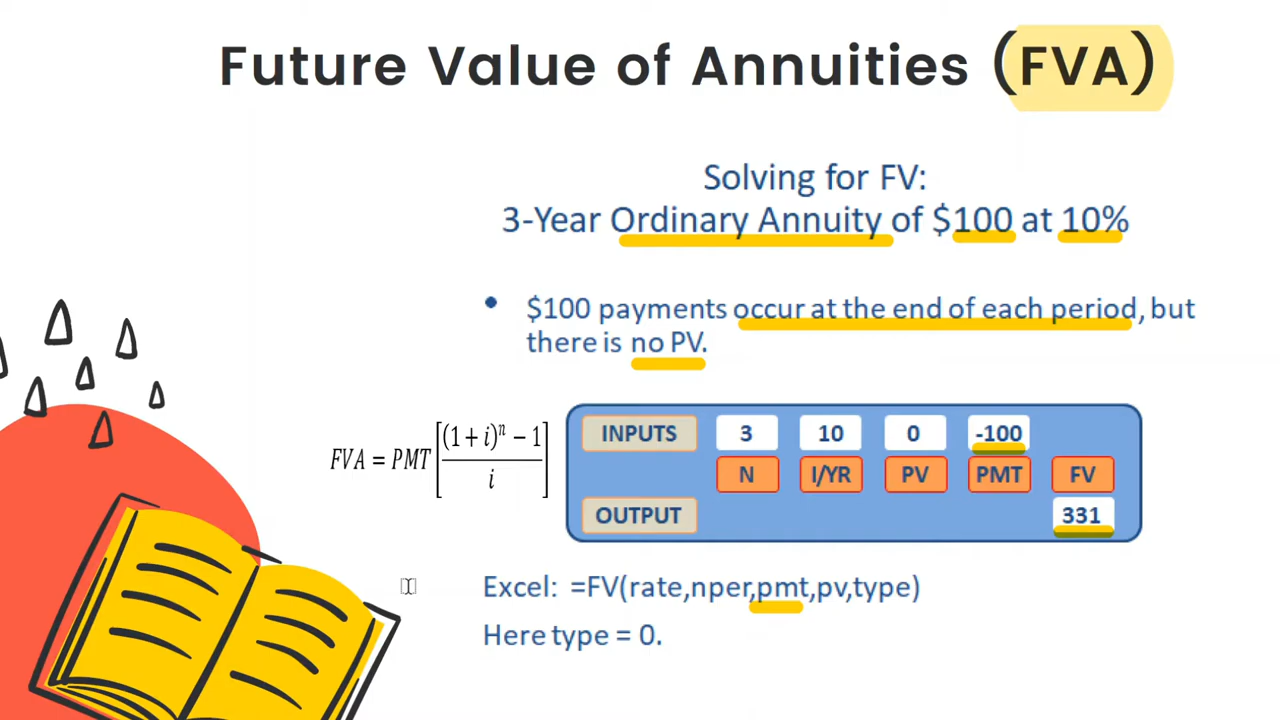 Future Value of Annuities (FVA)
Solving for FV:
3-Year Ordinary Annuity of $100 at 10%
• $100 payments occur at the end of each period, but
there is no PV.
FVA = PMT[((1 + i)^n − 1)/i]
INPUTS 3 10 0 -100
N I/YR PV PMT FV
OUTPUT 331
Excel: =FV(rate,nper,pmt,pv,type)
Here type = 0.